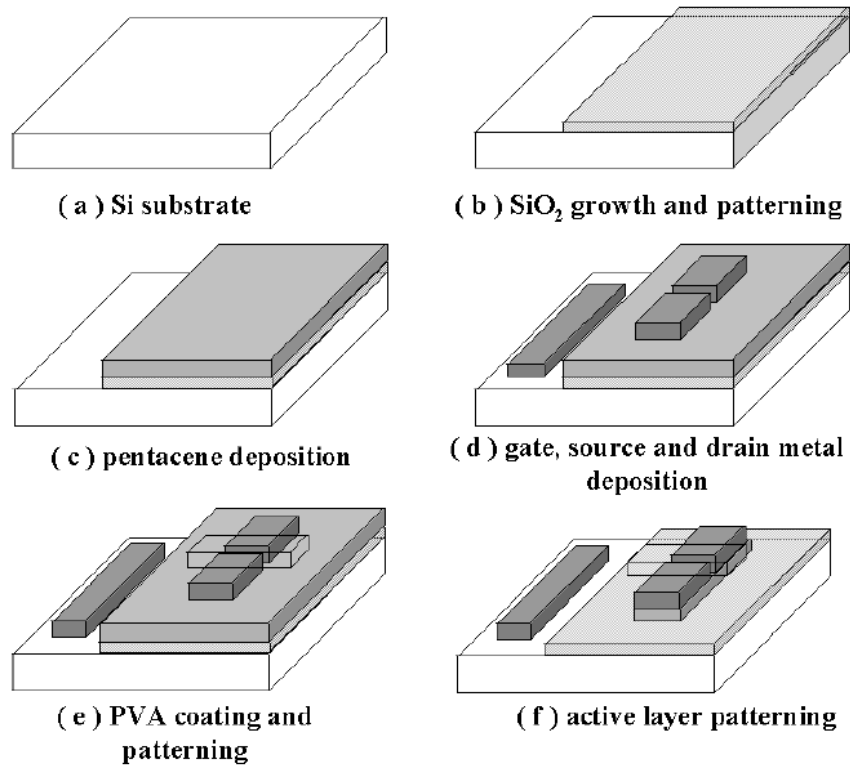 ( a ) Si substrate
( b ) SiO₂ growth and patterning
( c ) pentacene deposition
( d ) gate, source and drain metal
deposition
( e ) PVA coating and
patterning
( f ) active layer patterning